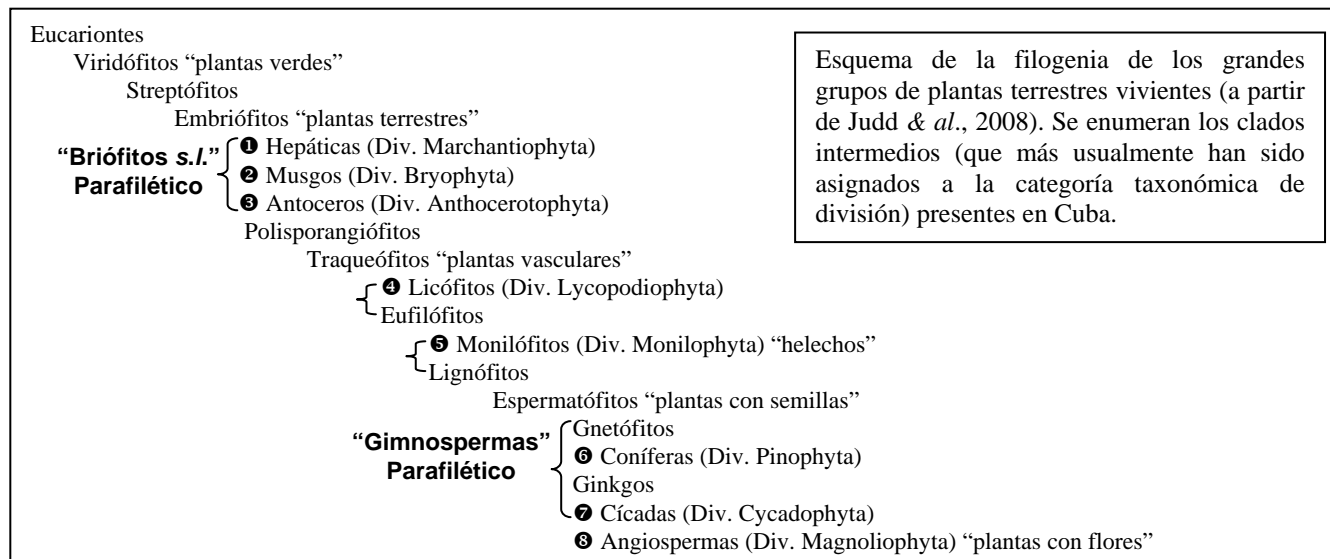 Eucariontes
Viridófitos “plantas verdes”
Streptófitos
Embriófitos “plantas terrestres”
“Briófitos s.l.”
Parafilético
❶ Hepáticas (Div. Marchantiophyta)
❷ Musgos (Div. Bryophyta)
❸ Antoceros (Div. Anthocerotophyta)
Polisporangiófitos
Traqueófitos “plantas vasculares”
❹ Licófitos (Div. Lycopodiophyta)
Eufilófitos
❺ Monilófitos (Div. Monilophyta) “helechos”
Lignófitos
Espermatófitos “plantas con semillas”
“Gimnospermas”
Parafilético
Gnetófitos
❻ Coníferas (Div. Pinophyta)
Ginkgos
❼ Cícadas (Div. Cycadophyta)
❽ Angiospermas (Div. Magnoliophyta) “plantas con flores”
Esquema de la filogenia de los grandes
grupos de plantas terrestres vivientes (a partir
de Judd & al., 2008). Se enumeran los clados
intermedios (que más usualmente han sido
asignados a la categoría taxonómica de
división) presentes en Cuba.